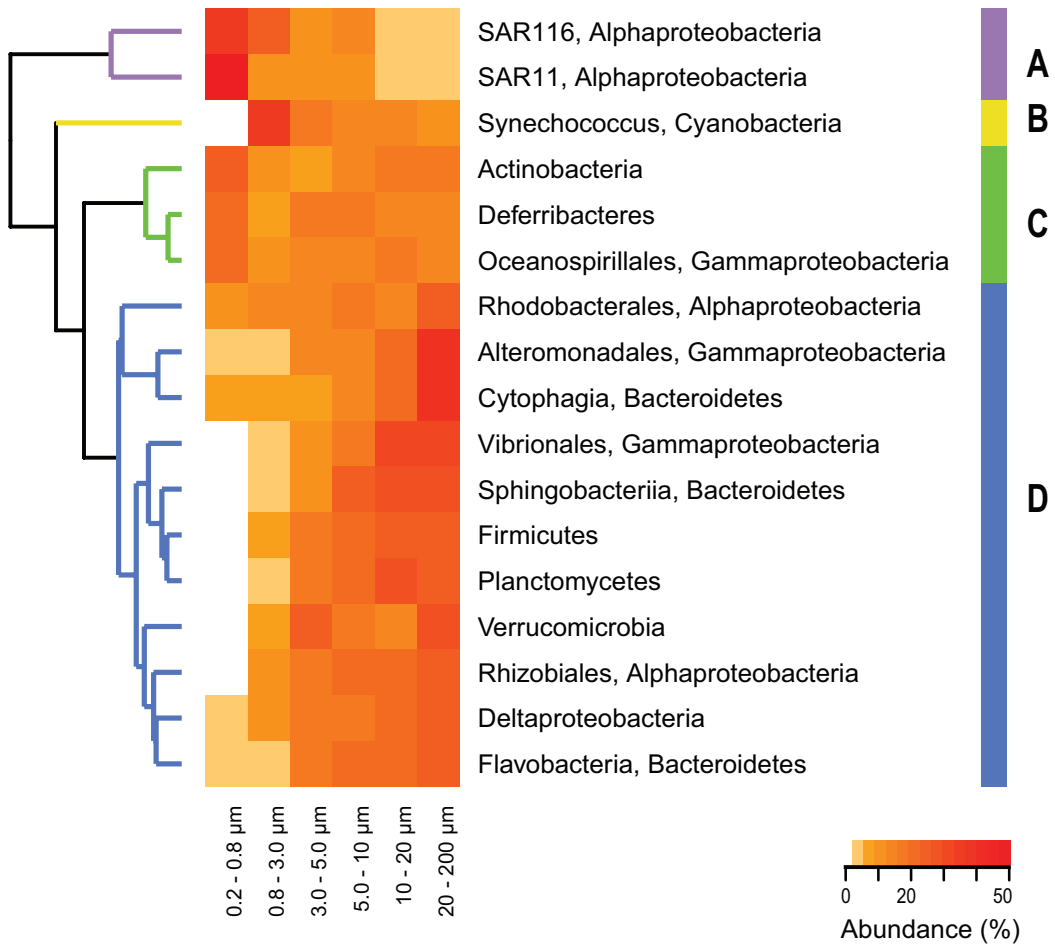 SAR116, Alphaproteobacteria
SAR11, Alphaproteobacteria
A
Synechococcus, Cyanobacteria
B
Actinobacteria
Deferribacteres
C
Oceanospirillales, Gammaproteobacteria
Rhodobacterales, Alphaproteobacteria
Alteromonadales, Gammaproteobacteria
Cytophagia, Bacteroidetes
Vibrionales, Gammaproteobacteria
Sphingobacteriia, Bacteroidetes
D
Firmicutes
Planctomycetes
Verrucomicrobia
Rhizobiales, Alphaproteobacteria
Deltaproteobacteria
Flavobacteria, Bacteroidetes
0.2 - 0.8 µm
0.8 - 3.0 µm
3.0 - 5.0 µm
5.0 - 10 µm
10 - 20 µm
20 - 200 µm
0 20 50
Abundance (%)